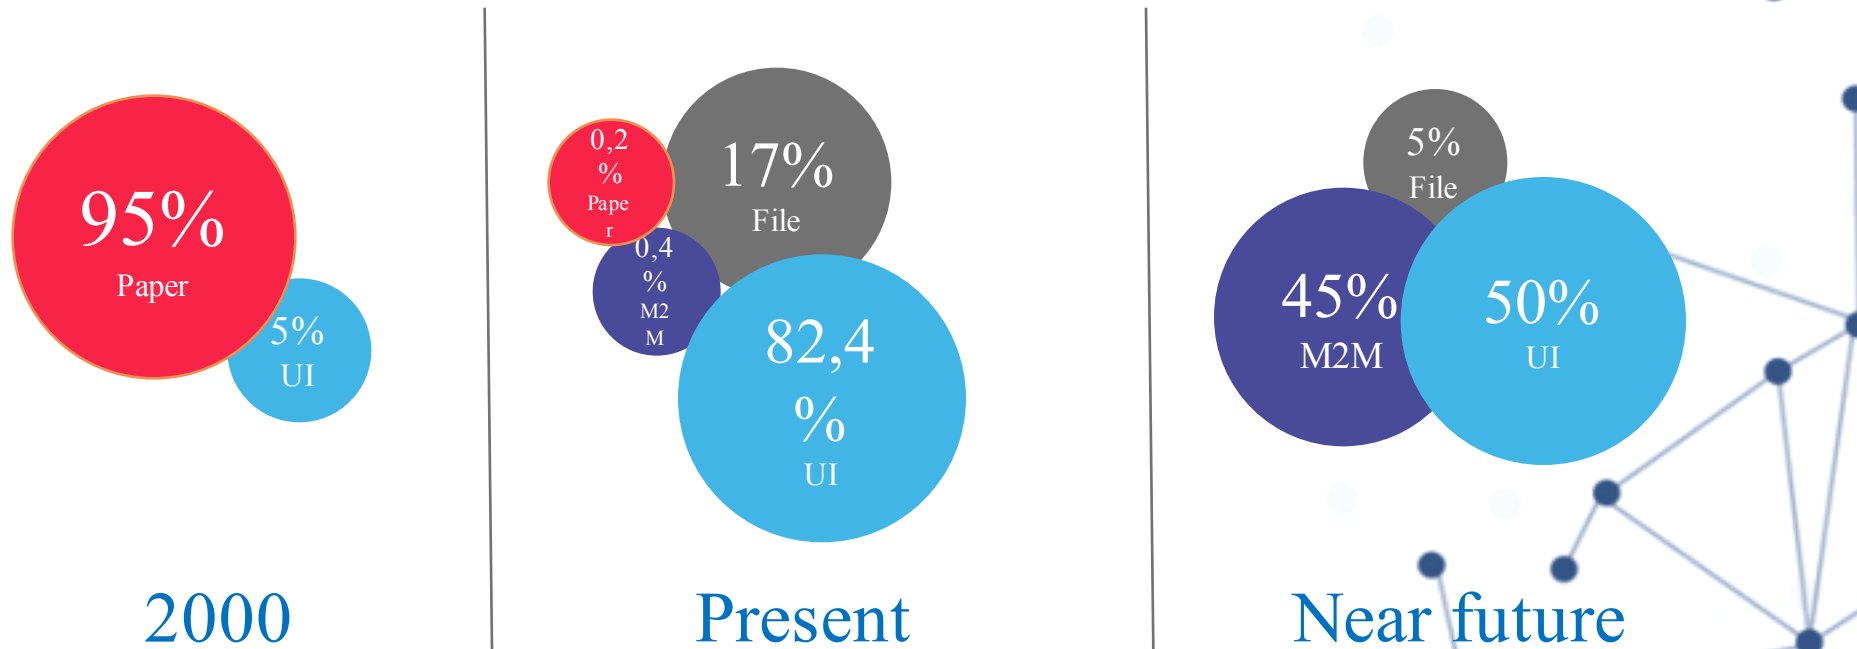 95%
Paper
5%
UI
2000
0,2
%
Pape
r
17%
File
0,4
%
M2
M
82,4
%
UI
Present
5%
File
45%
M2M
50%
UI
Near future